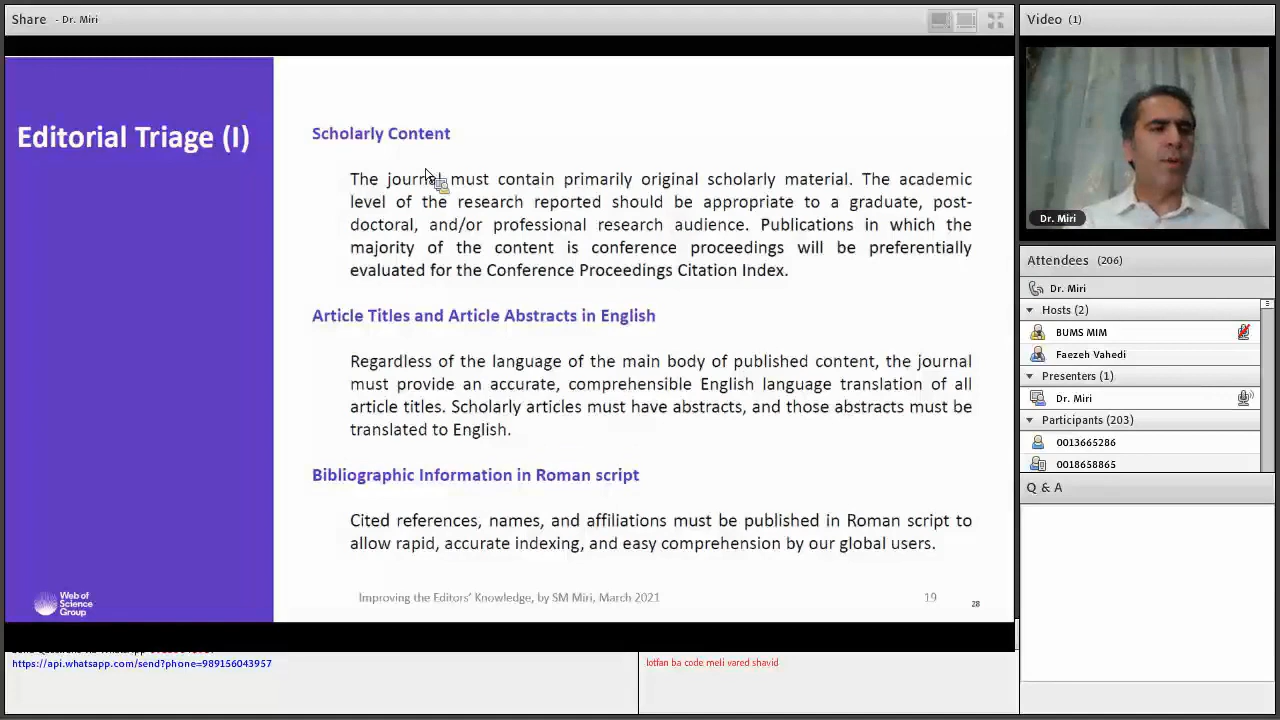 Share - Dr. Miri
Editorial Triage (I)
Scholarly Content
The journal must contain primarily original scholarly material. The academic
level of the research reported should be appropriate to a graduate, post-
doctoral, and/or professional research audience. Publications in which the
majority of the content is conference proceedings will be preferentially
evaluated for the Conference Proceedings Citation Index.
Article Titles and Article Abstracts in English
Regardless of the language of the main body of published content, the journal
must provide an accurate, comprehensible English language translation of all
article titles. Scholarly articles must have abstracts, and those abstracts must be
translated to English.
Bibliographic Information in Roman script
Cited references, names, and affiliations must be published in Roman script to
allow rapid, accurate indexing, and easy comprehension by our global users.
Web of
Science
Group
Improving the Editors' Knowledge, by SM Miri, March 2021
19
28
https://api.whatsapp.com/send?phone=989156043957
lotfan ba code meli vared shavid
Video (1)
Dr. Miri
Attendees (206)
Dr. Miri
Hosts (2)
BUMS MIM
Faezeh Vahedi
Presenters (1)
Dr. Miri
Participants (203)
0013665286
0018658865
Q & A